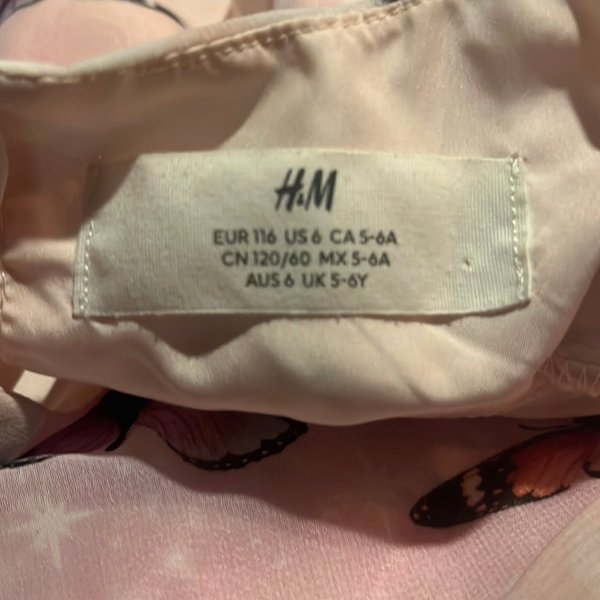 H&M
EUR 116 US 6 CA 5-6A
CN 120/60 MX 5-6A
AUS 6 UK 5-6Y